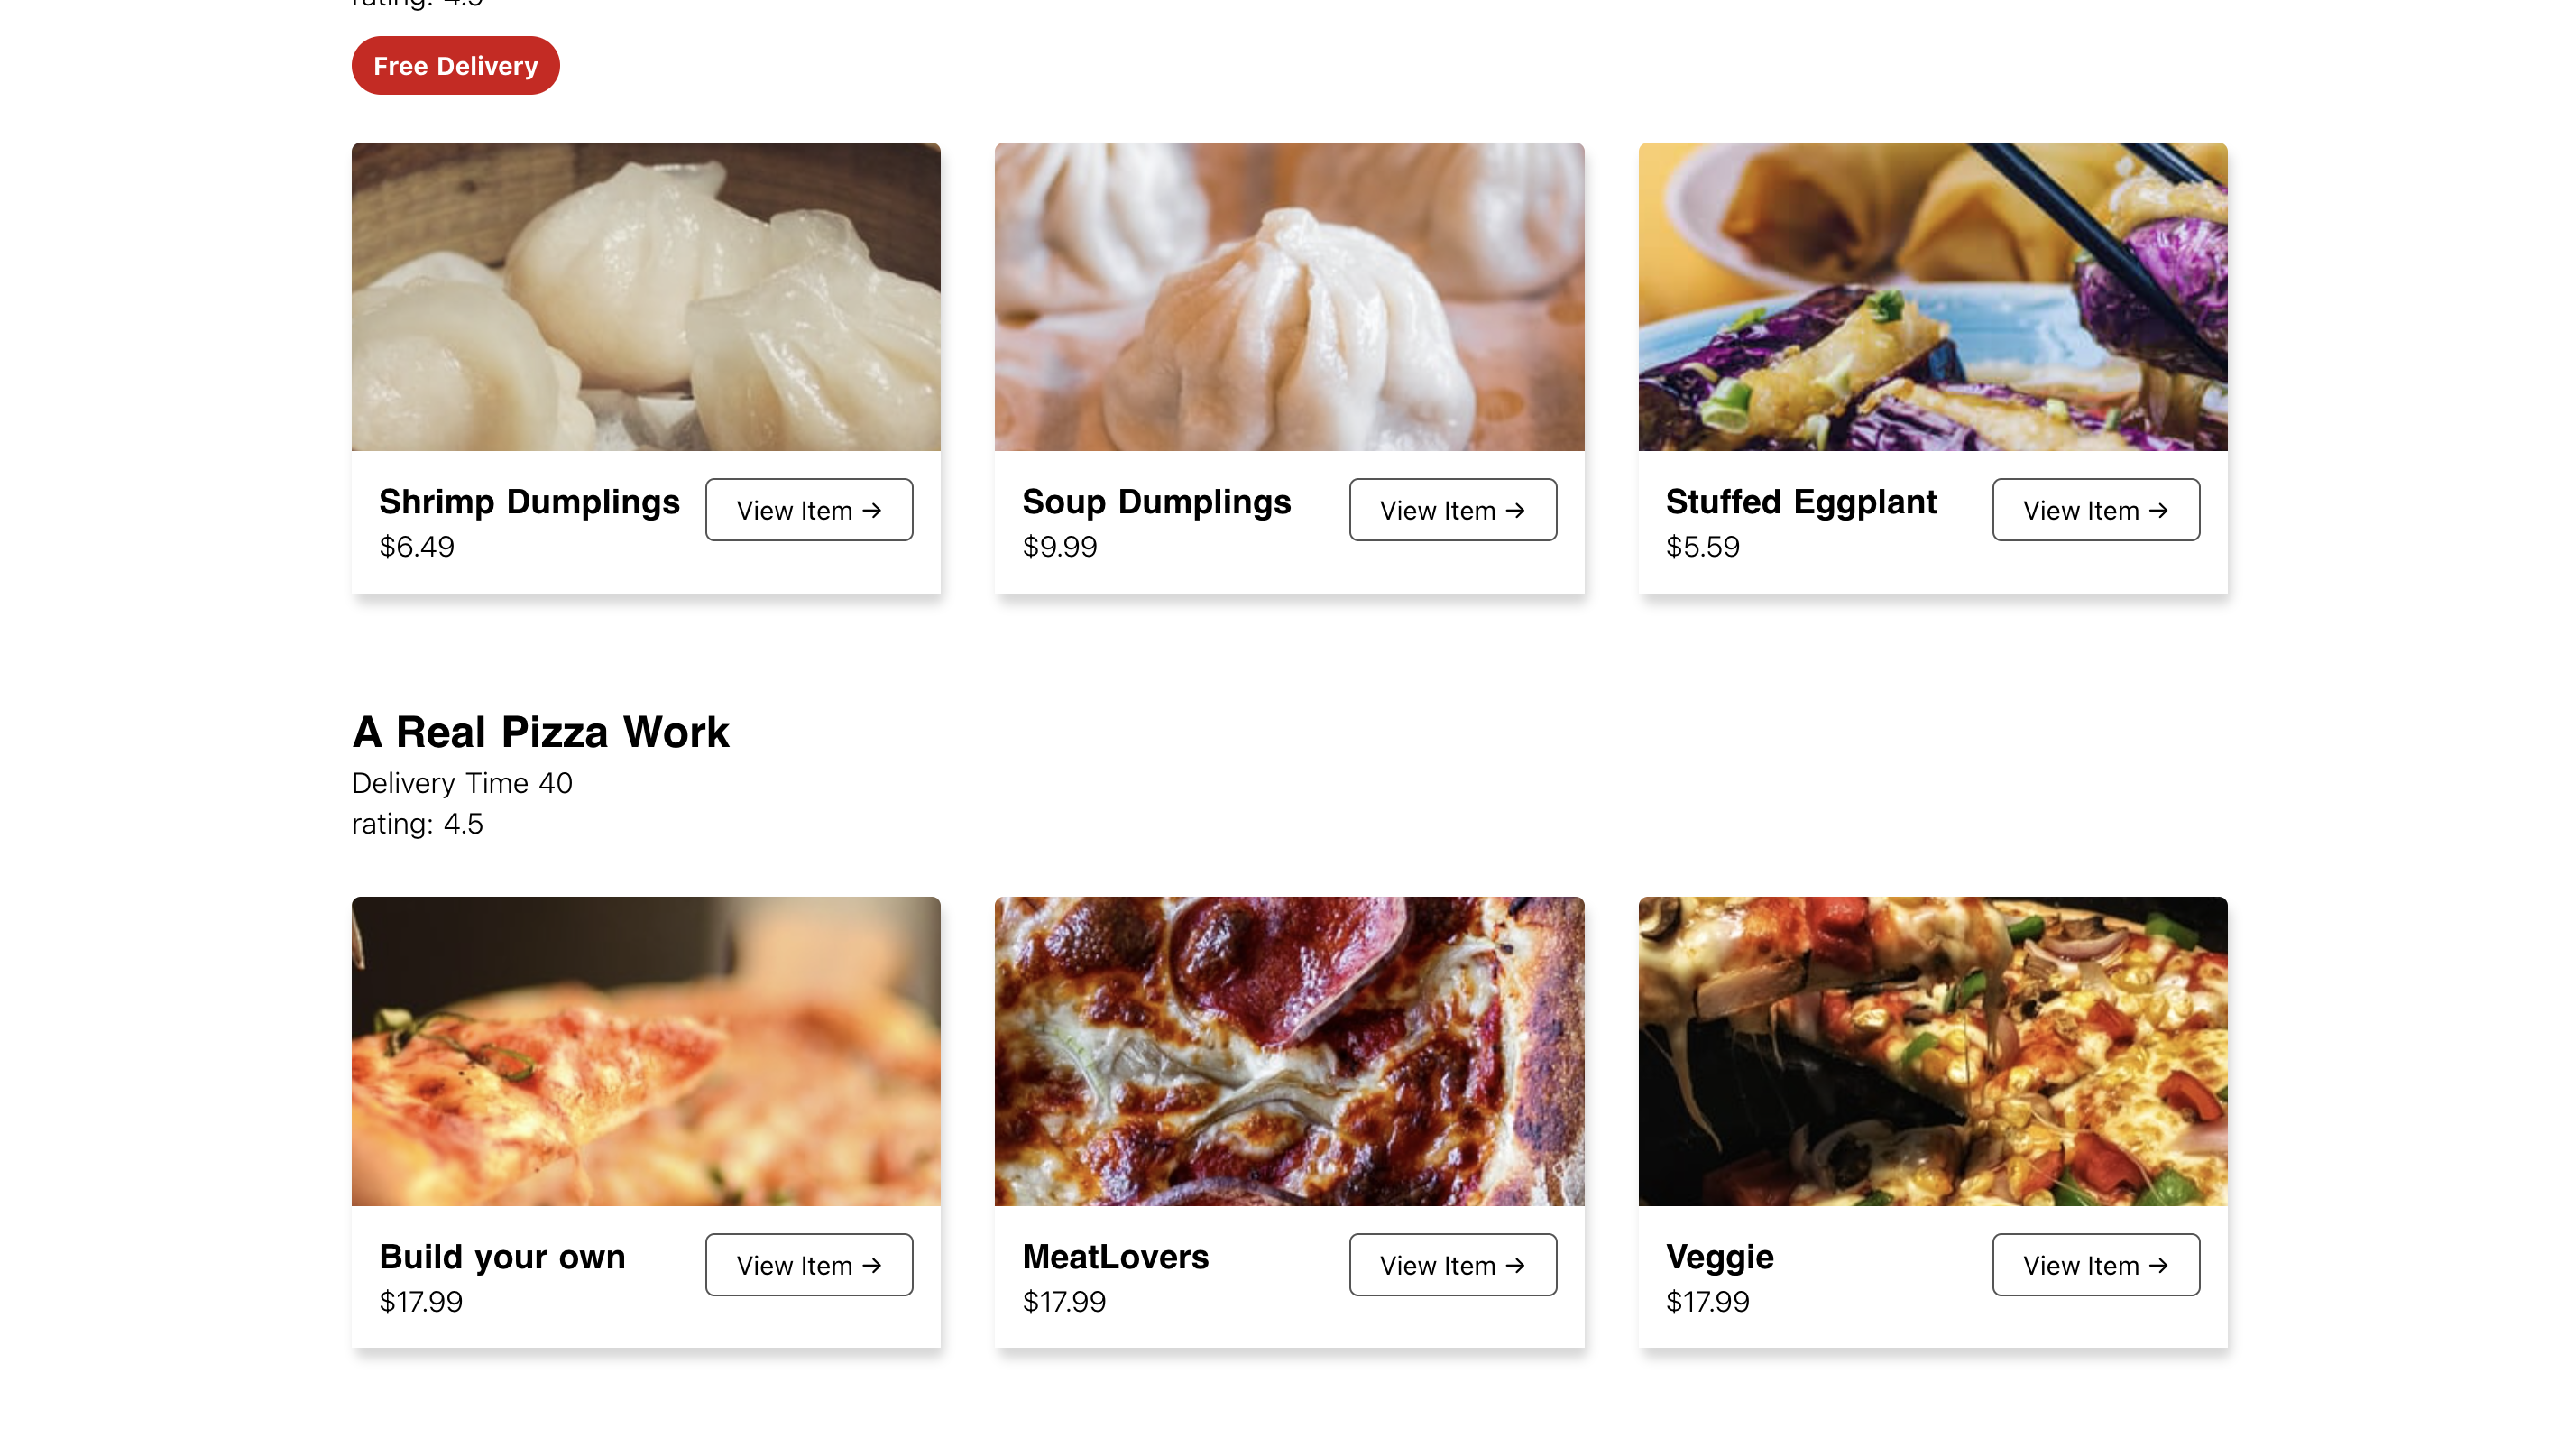 Free Delivery
Shrimp Dumplings
$6.49
View Item →
Soup Dumplings
$9.99
View Item →
Stuffed Eggplant
$5.59
View Item →
A Real Pizza Work
Delivery Time 40
rating: 4.5
Build your own
$17.99
View Item →
MeatLovers
$17.99
View Item →
Veggie
$17.99
View Item →